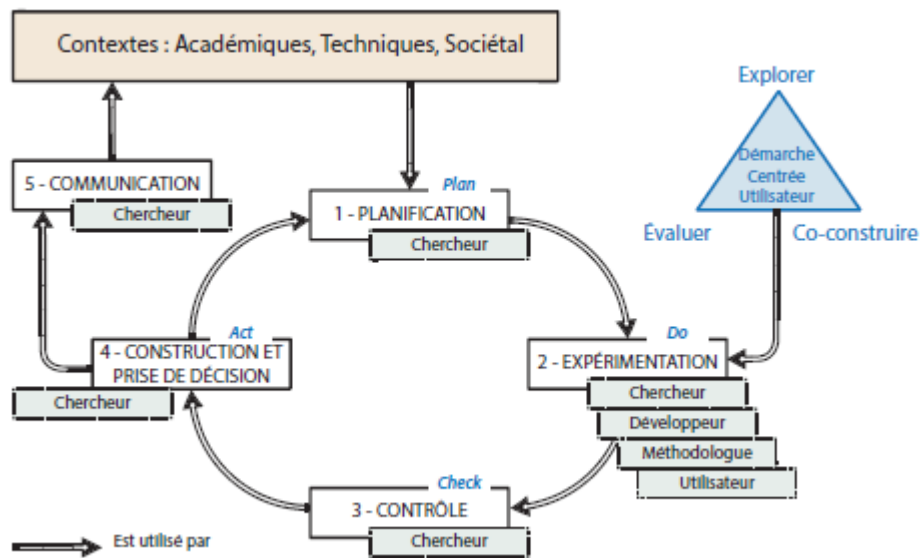 Contextes : Académiques, Techniques, Sociétal
Explorer
Démarche
Centrée
Utilisateur
Évaluer
Co-construire
5 - COMMUNICATION
Chercheur
Plan
1 - PLANIFICATION
Chercheur
Act
4 - CONSTRUCTION ET
PRISE DE DÉCISION
Chercheur
Do
2 - EXPÉRIMENTATION
Chercheur
Développeur
Méthodologue
Utilisateur
Check
3 - CONTRÔLE
Chercheur
Est utilisé par